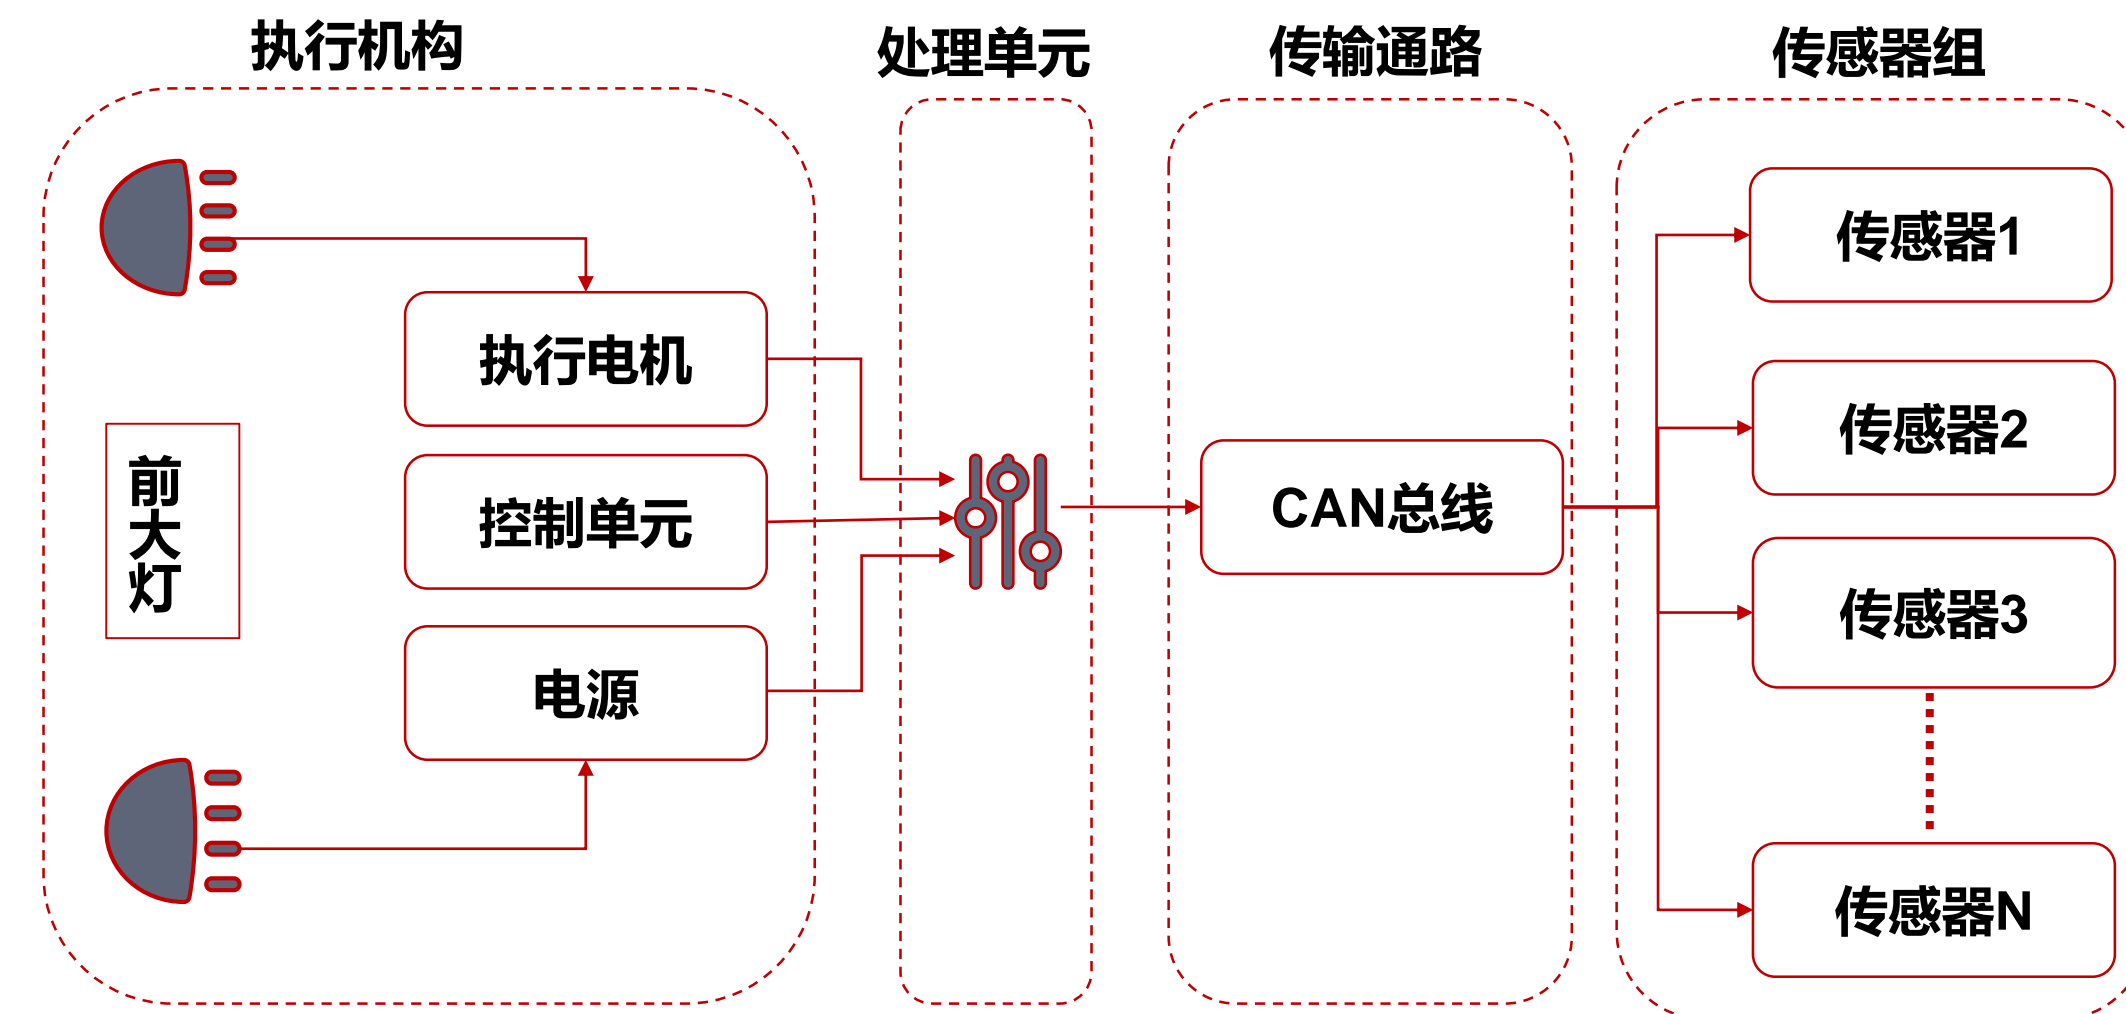 执行机构
处理单元
传输通路
传感器组
执行电机
控制单元
电源
前
大
灯
CAN总线
传感器1
传感器2
传感器3
传感器N